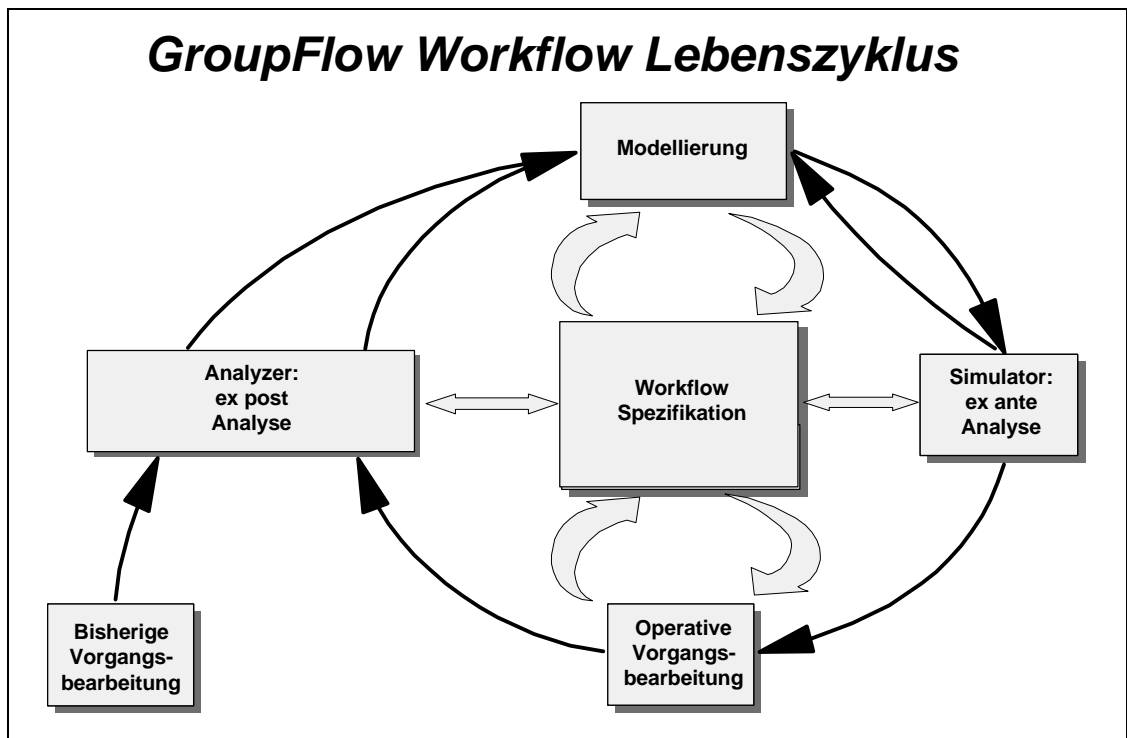 GroupFlow Workflow Lebenszyklus
Modellierung
Analyzer:
ex post
Analyse
Workflow
Spezifikation
Simulator:
ex ante
Analyse
Bisherige
Vorgangs-
bearbeitung
Operative
Vorgangs-
bearbeitung